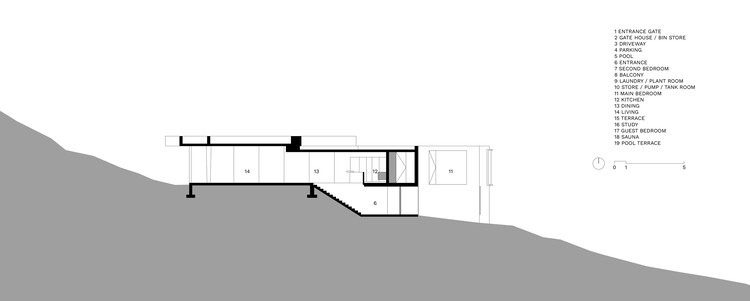 1 ENTRANCE GATE
2 GATE HOUSE / BIN STORE
3 DRIVEWAY
4 PARKING
5 POOL
6 ENTRANCE
7 SECOND BEDROOM
8 BALCONY
9 LAUNDRY / PLANT ROOM
10 STORE / PUMP / TANK ROOM
11 MAIN BEDROOM
12 KITCHEN
13 DINING
14 LIVING
15 TERRACE
16 STUDY
17 GUEST BEDROOM
18 SAUNA
19 POOL TERRACE
0 1 5
14 13 12 11
6